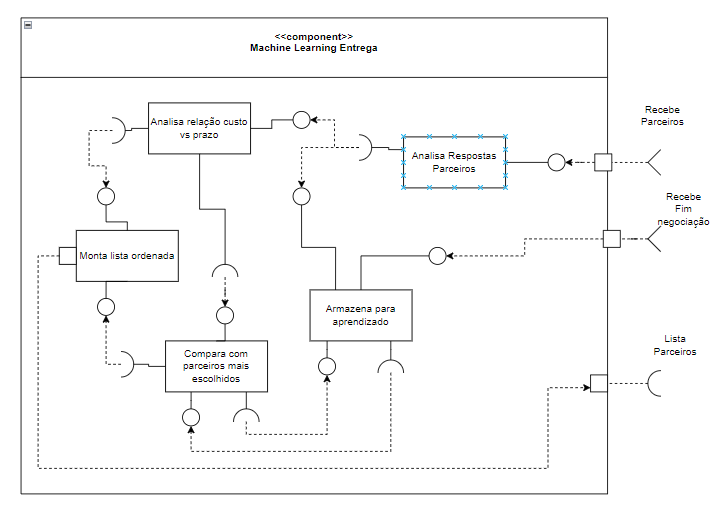 <<component>>
Machine Learning Entrega
Recebe
Parceiros
Analisa relação custo
vs prazo
Analisa Respostas
Parceiros
Recebe
Fim
negociação
Monta lista ordenada
Armazena para
aprendizado
Compara com
parceiros mais
escolhidos
Lista
Parceiros